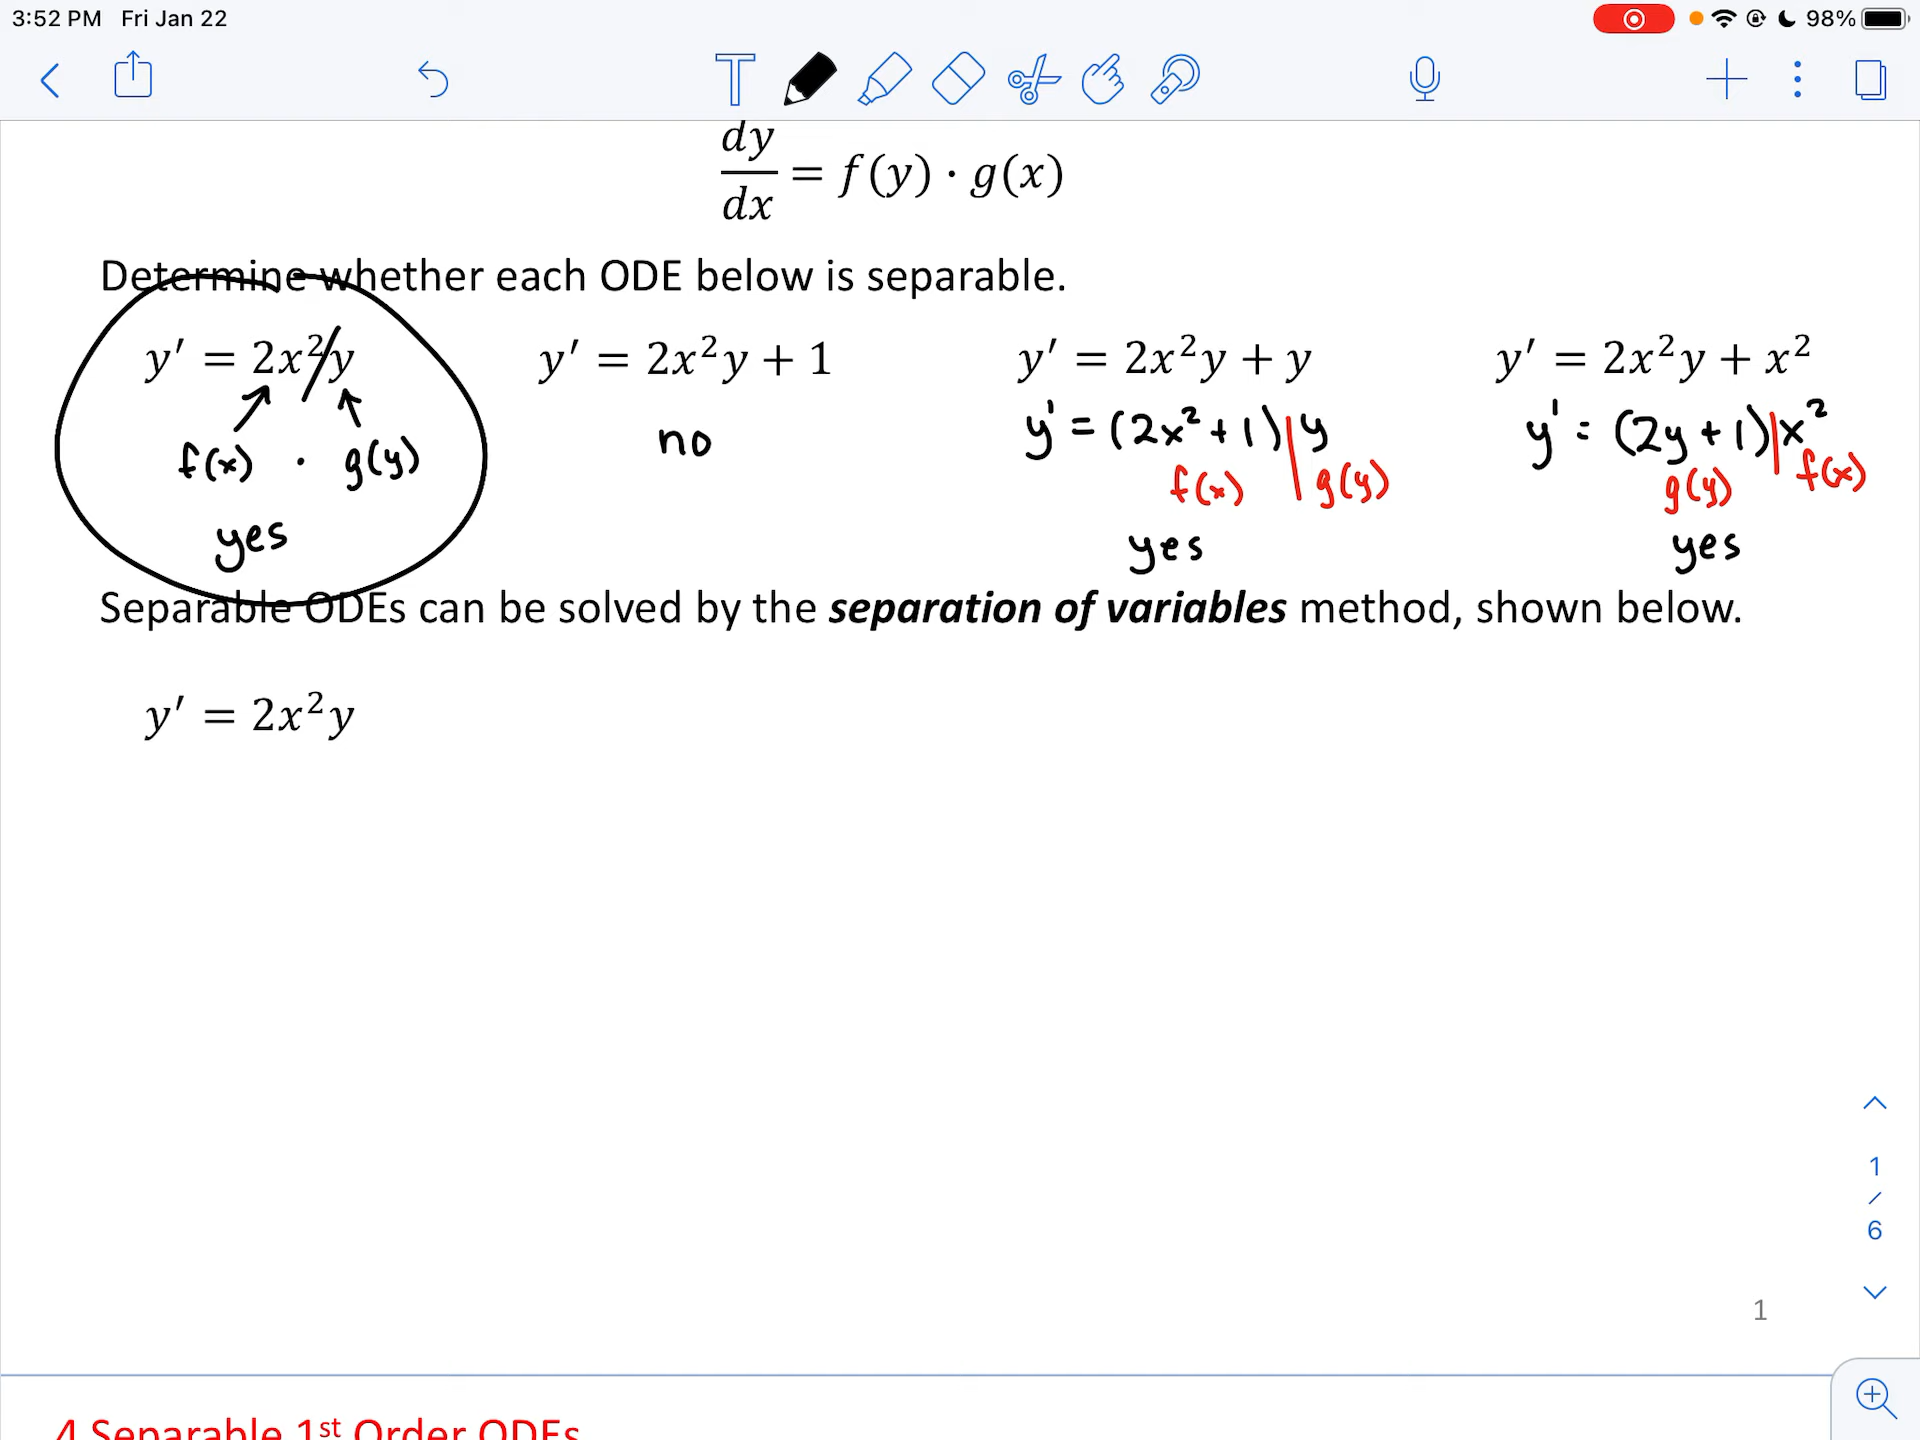 3:52 PM Fri Jan 22 98%
dy/dx = f(y) · g(x)
Determine whether each ODE below is separable.
y′ = 2x²/y y′ = 2x²y + 1 y′ = 2x²y + y y′ = 2x²y + x²
y' = (2x² + 1)|y y' = (2y + 1)|x²
f(x) · g(y) no f(x) | g(y) g(y) f(x)
yes yes yes
Separable ODEs can be solved by the separation of variables method, shown below.
y′ = 2x²y
1
/
6
1
4 Separable 1st Order ODEs